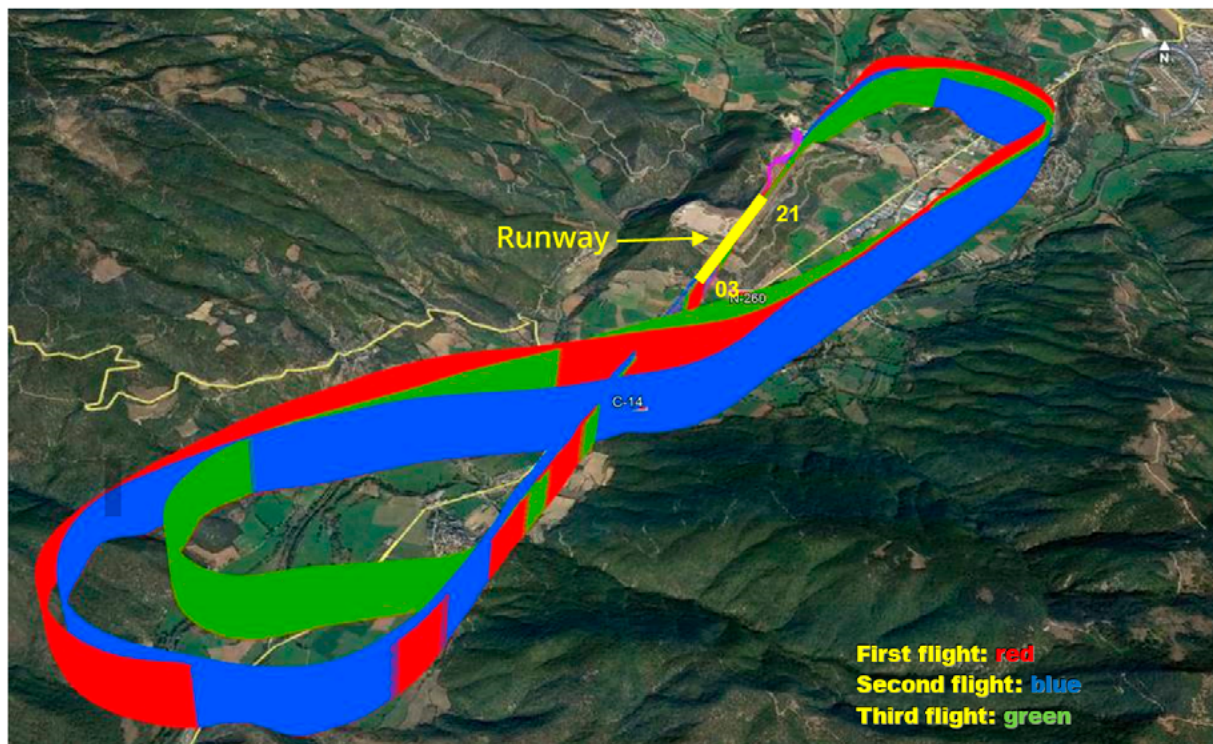 N
21
Runway
03
N-260
C-14
First flight: red
Second flight: blue
Third flight: green